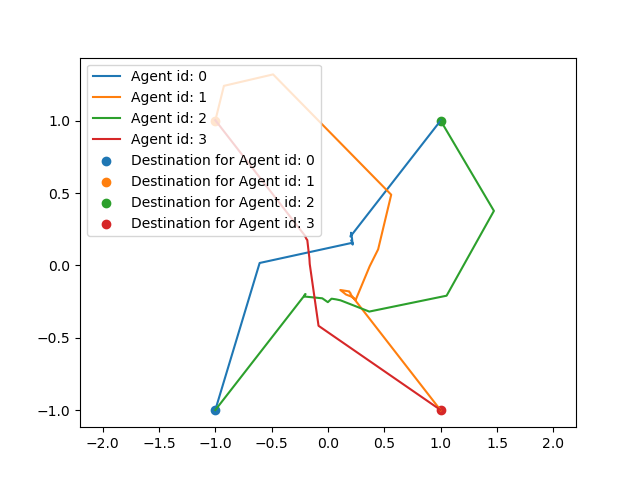 Agent id: 0
Agent id: 1
Agent id: 2
Agent id: 3
Destination for Agent id: 0
Destination for Agent id: 1
Destination for Agent id: 2
Destination for Agent id: 3
1.0
0.5
0.0
−0.5
−1.0
−2.0 −1.5 −1.0 −0.5 0.0 0.5 1.0 1.5 2.0